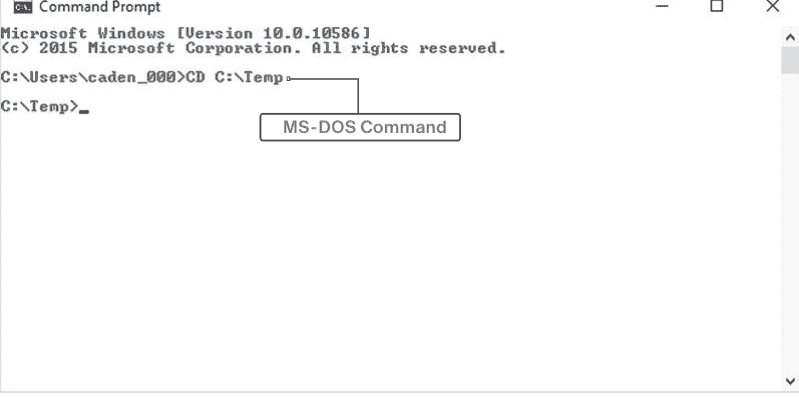 Command Prompt
Microsoft Windows [Version 10.0.10586]
(c) 2015 Microsoft Corporation. All rights reserved.
C:\Users\caden_000>CD C:\Temp
C:\Temp>_
MS-DOS Command